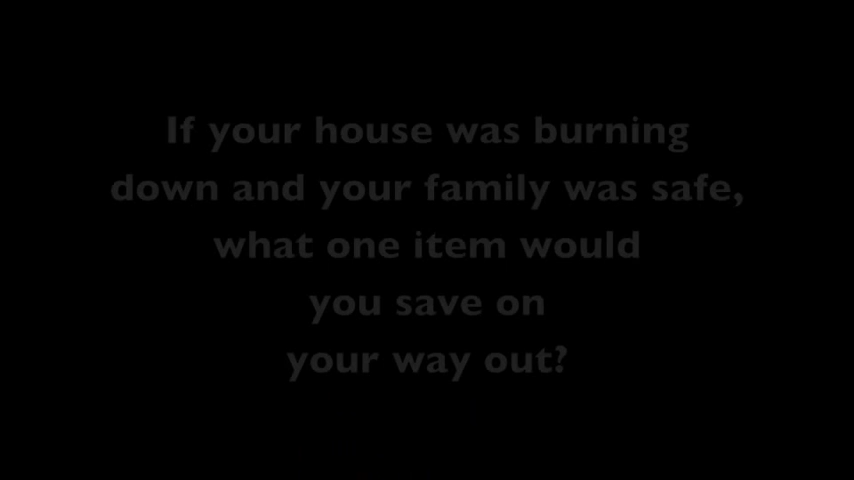 If your house was burning
down and your family was safe,
what one item would
you save on
your way out?